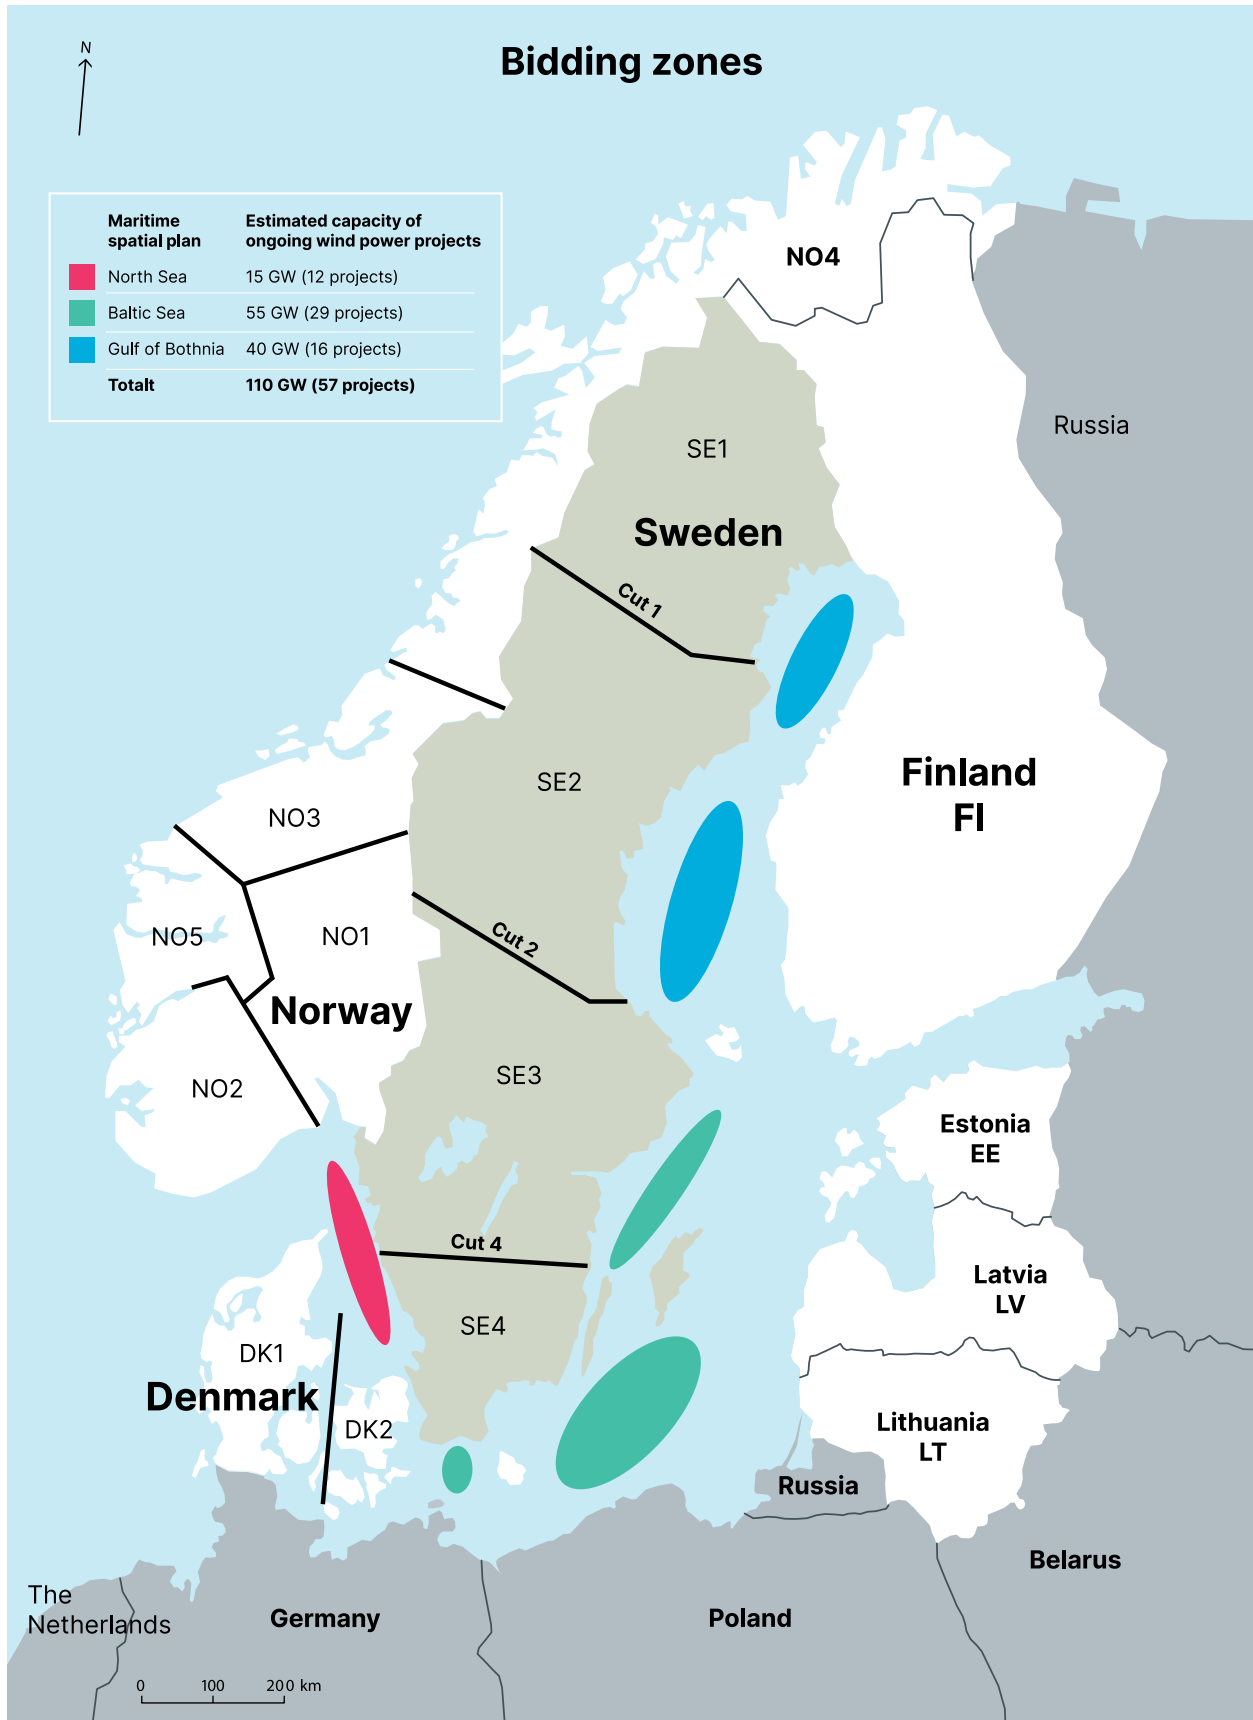 Bidding zones
N
Maritime
spatial plan
Estimated capacity of
ongoing wind power projects
North Sea 15 GW (12 projects)
Baltic Sea 55 GW (29 projects)
Gulf of Bothnia 40 GW (16 projects)
Totalt 110 GW (57 projects)
NO4
Russia
SE1
Sweden
Cut 1
SE2
Finland
FI
NO3
NO5
NO1
Cut 2
Norway
SE3
NO2
Estonia
EE
Cut 4
Latvia
LV
SE4
DK1
Denmark
DK2
Lithuania
LT
Russia
Belarus
The
Netherlands
Germany
Poland
0 100 200 km